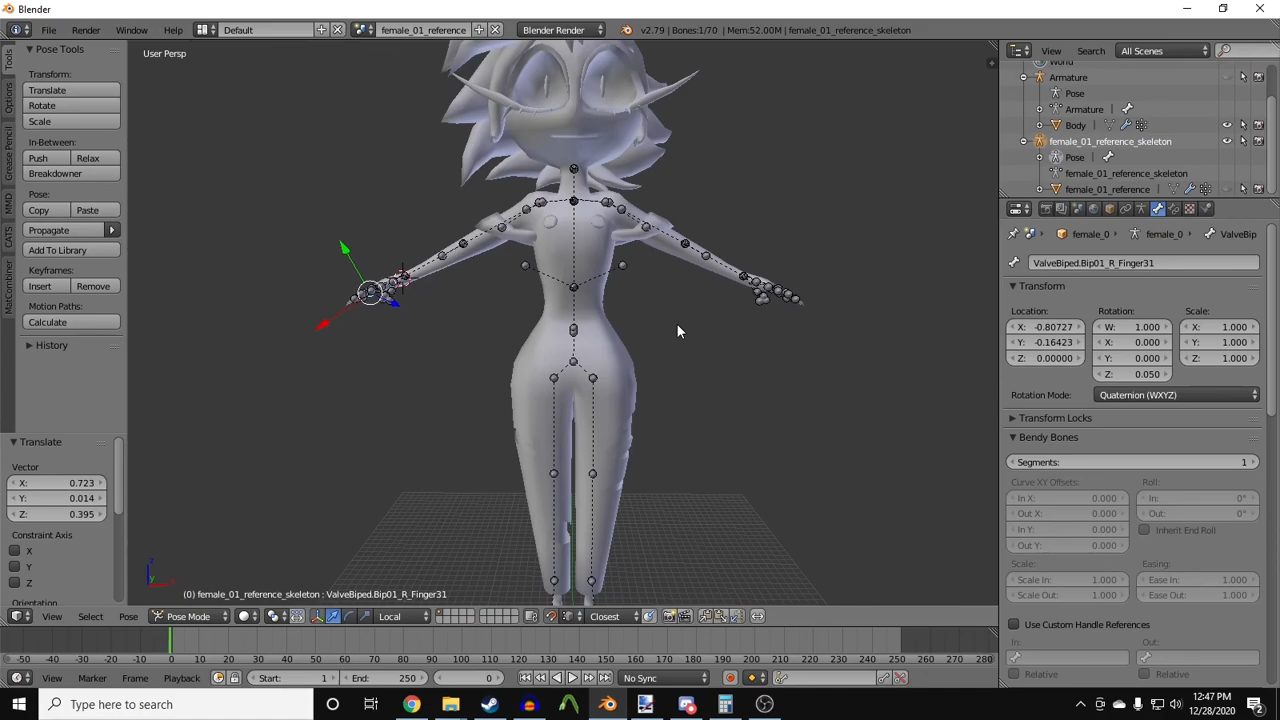 Blender
File Render Window Help Default female_01_reference Blender Render v2.79 | Bones:1/70 | Mem:52.00M | female_01_reference_skeleton
Tools
Options
Grease Pencil
MMD
CATS
MatCombiner
Pose Tools
Transform:
Translate
Rotate
Scale
In-Between:
Push Relax
Breakdowner
Pose:
Copy Paste
Propagate
Add To Library
Keyframes:
Insert Remove
Motion Paths:
Calculate
History
Translate
Vector
X: 0.723
Y: 0.014
Z: 0.395
Constraint Axis
X
Y
Z
Orientation
User Persp
(0) female_01_reference_skeleton : ValveBiped.Bip01_R_Finger31
View Select Pose Pose Mode Local Closest
View Search All Scenes
World
Armature
Pose
Armature
Body
female_01_reference_skeleton
Pose
female_01_reference_skeleton
female_01_reference
female_0 female_0 ValveBip
ValveBiped.Bip01_R_Finger31
Transform
Location: Rotation: Scale:
X: -0.80727 W: 1.000 X: 1.000
Y: -0.16423 X: 0.000 Y: 1.000
Z: 0.00000 Y: 0.000 Z: 1.000
Z: 0.050
Rotation Mode: Quaternion (WXYZ)
Transform Locks
Bendy Bones
Segments: 1
Curve XY Offsets: Roll:
In X: 0.000 In: 0°
Out X: 0.000 Out: 0°
In Y: 0.000 Inherit End Roll
Out Y: 0.000
Scale: Easing:
Scale In: 1.000 Ease In: 1.000
Scale Out: 1.000 Ease Out: 1.000
Use Custom Handle References
In: Out:
Relative Relative
-50 -40 -30 -20 -10 0 10 20 30 40 50 60 70 80 90 100 110 120 130 140 150 160 170 180 190 200 210 220 230 240 250 260 270 280
View Marker Frame Playback Start: 1 End: 250 0 No Sync
Type here to search
12:47 PM
12/28/2020
2